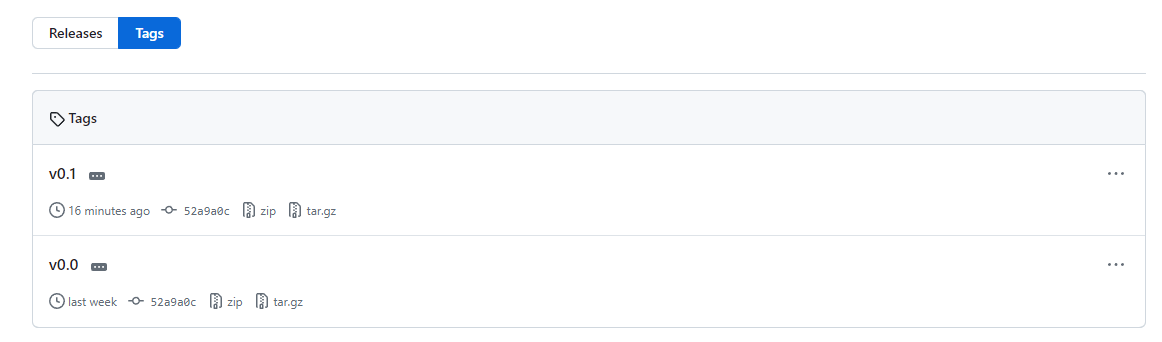 Releases Tags
Tags
v0.1
16 minutes ago 52a9a0c zip tar.gz
v0.0
last week 52a9a0c zip tar.gz